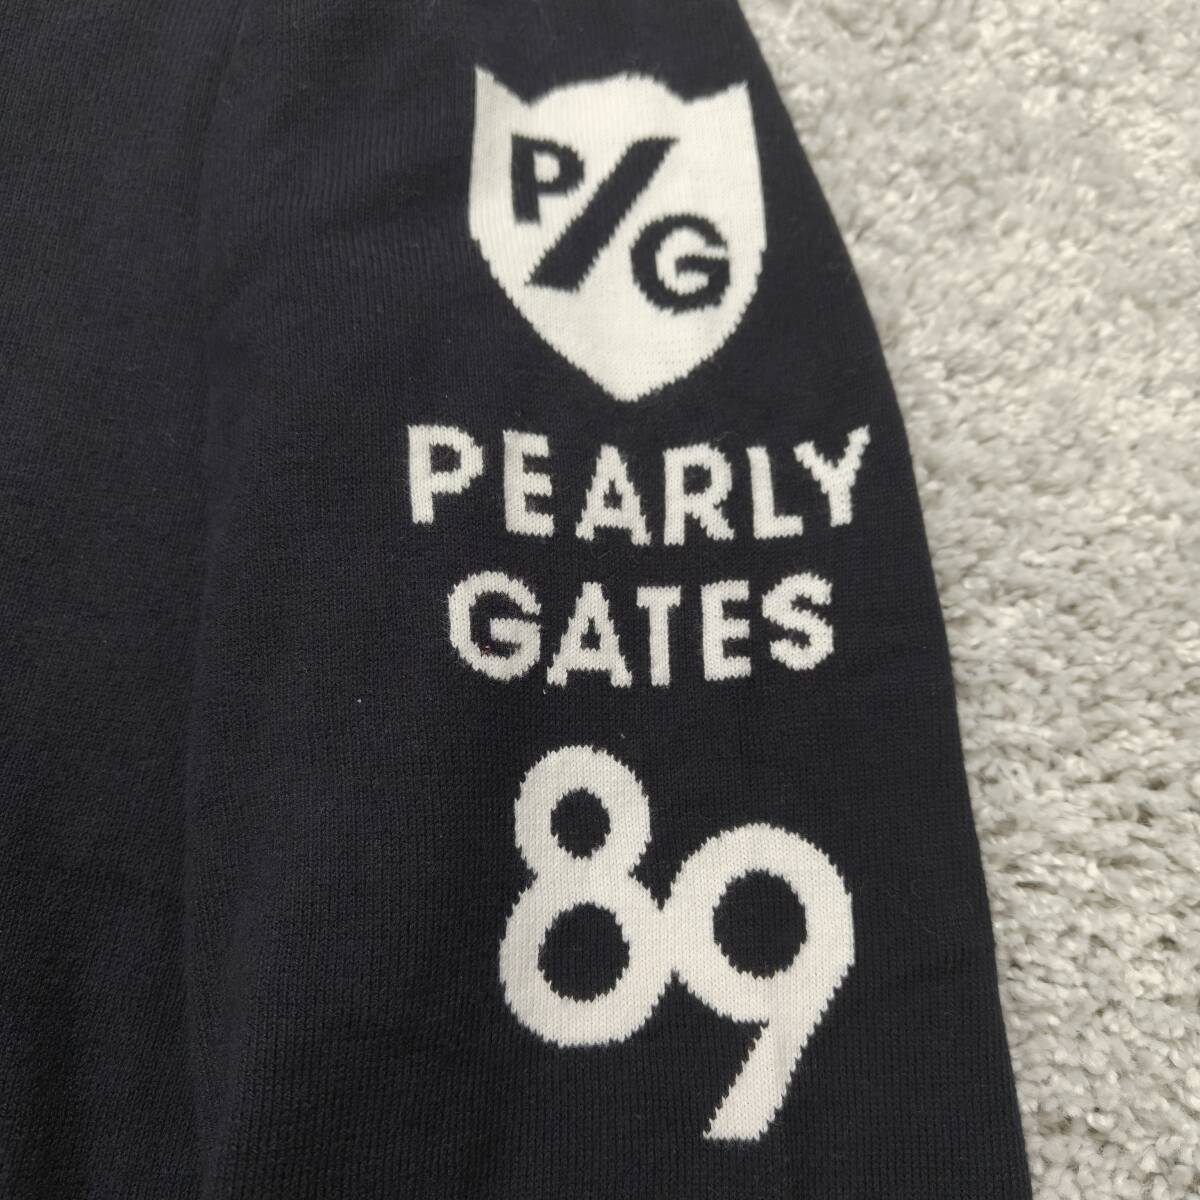 P/G
PEARLY
GATES
89